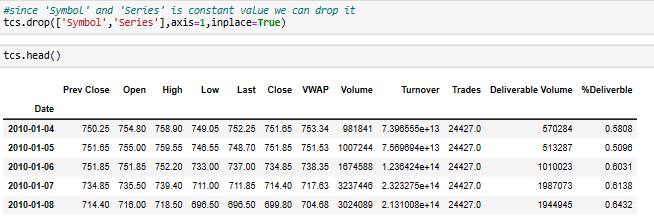 #since 'Symbol' and 'Series' is constant value we can drop it
tcs.drop(['Symbol','Series'],axis=1,inplace=True)
tcs.head()
Prev Close Open High Low Last Close VWAP Volume Turnover Trades Deliverable Volume %Deliverble
Date
2010-01-04 750.25 754.80 758.90 749.05 752.25 751.65 753.34 981841 7.396555e+13 24427.0 570284 0.5808
2010-01-05 751.65 755.00 759.55 746.55 748.70 751.85 751.53 1007244 7.569694e+13 24427.0 513287 0.5096
2010-01-06 751.85 751.85 752.20 733.00 737.00 734.85 738.35 1674588 1.236424e+14 24427.0 1010023 0.6031
2010-01-07 734.85 735.50 739.40 711.00 711.85 714.40 717.63 3237446 2.323275e+14 24427.0 1987073 0.6138
2010-01-08 714.40 716.00 718.50 696.50 696.50 699.80 704.68 3024089 2.131008e+14 24427.0 1944945 0.6432